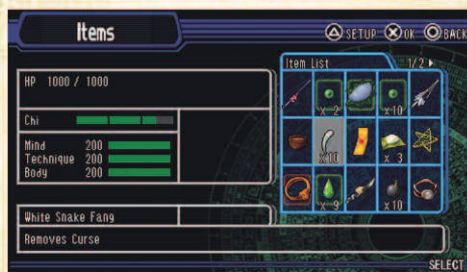 Items
△ SETUP ✕ OK ○ BACK
Item List 1/2 ▶
HP 1000 / 1000
Chi
Mind 200
Technique 200
Body 200
x 2
x10
x10
x 3
x 9
x10
White Snake Fang
Removes Curse
SELECT